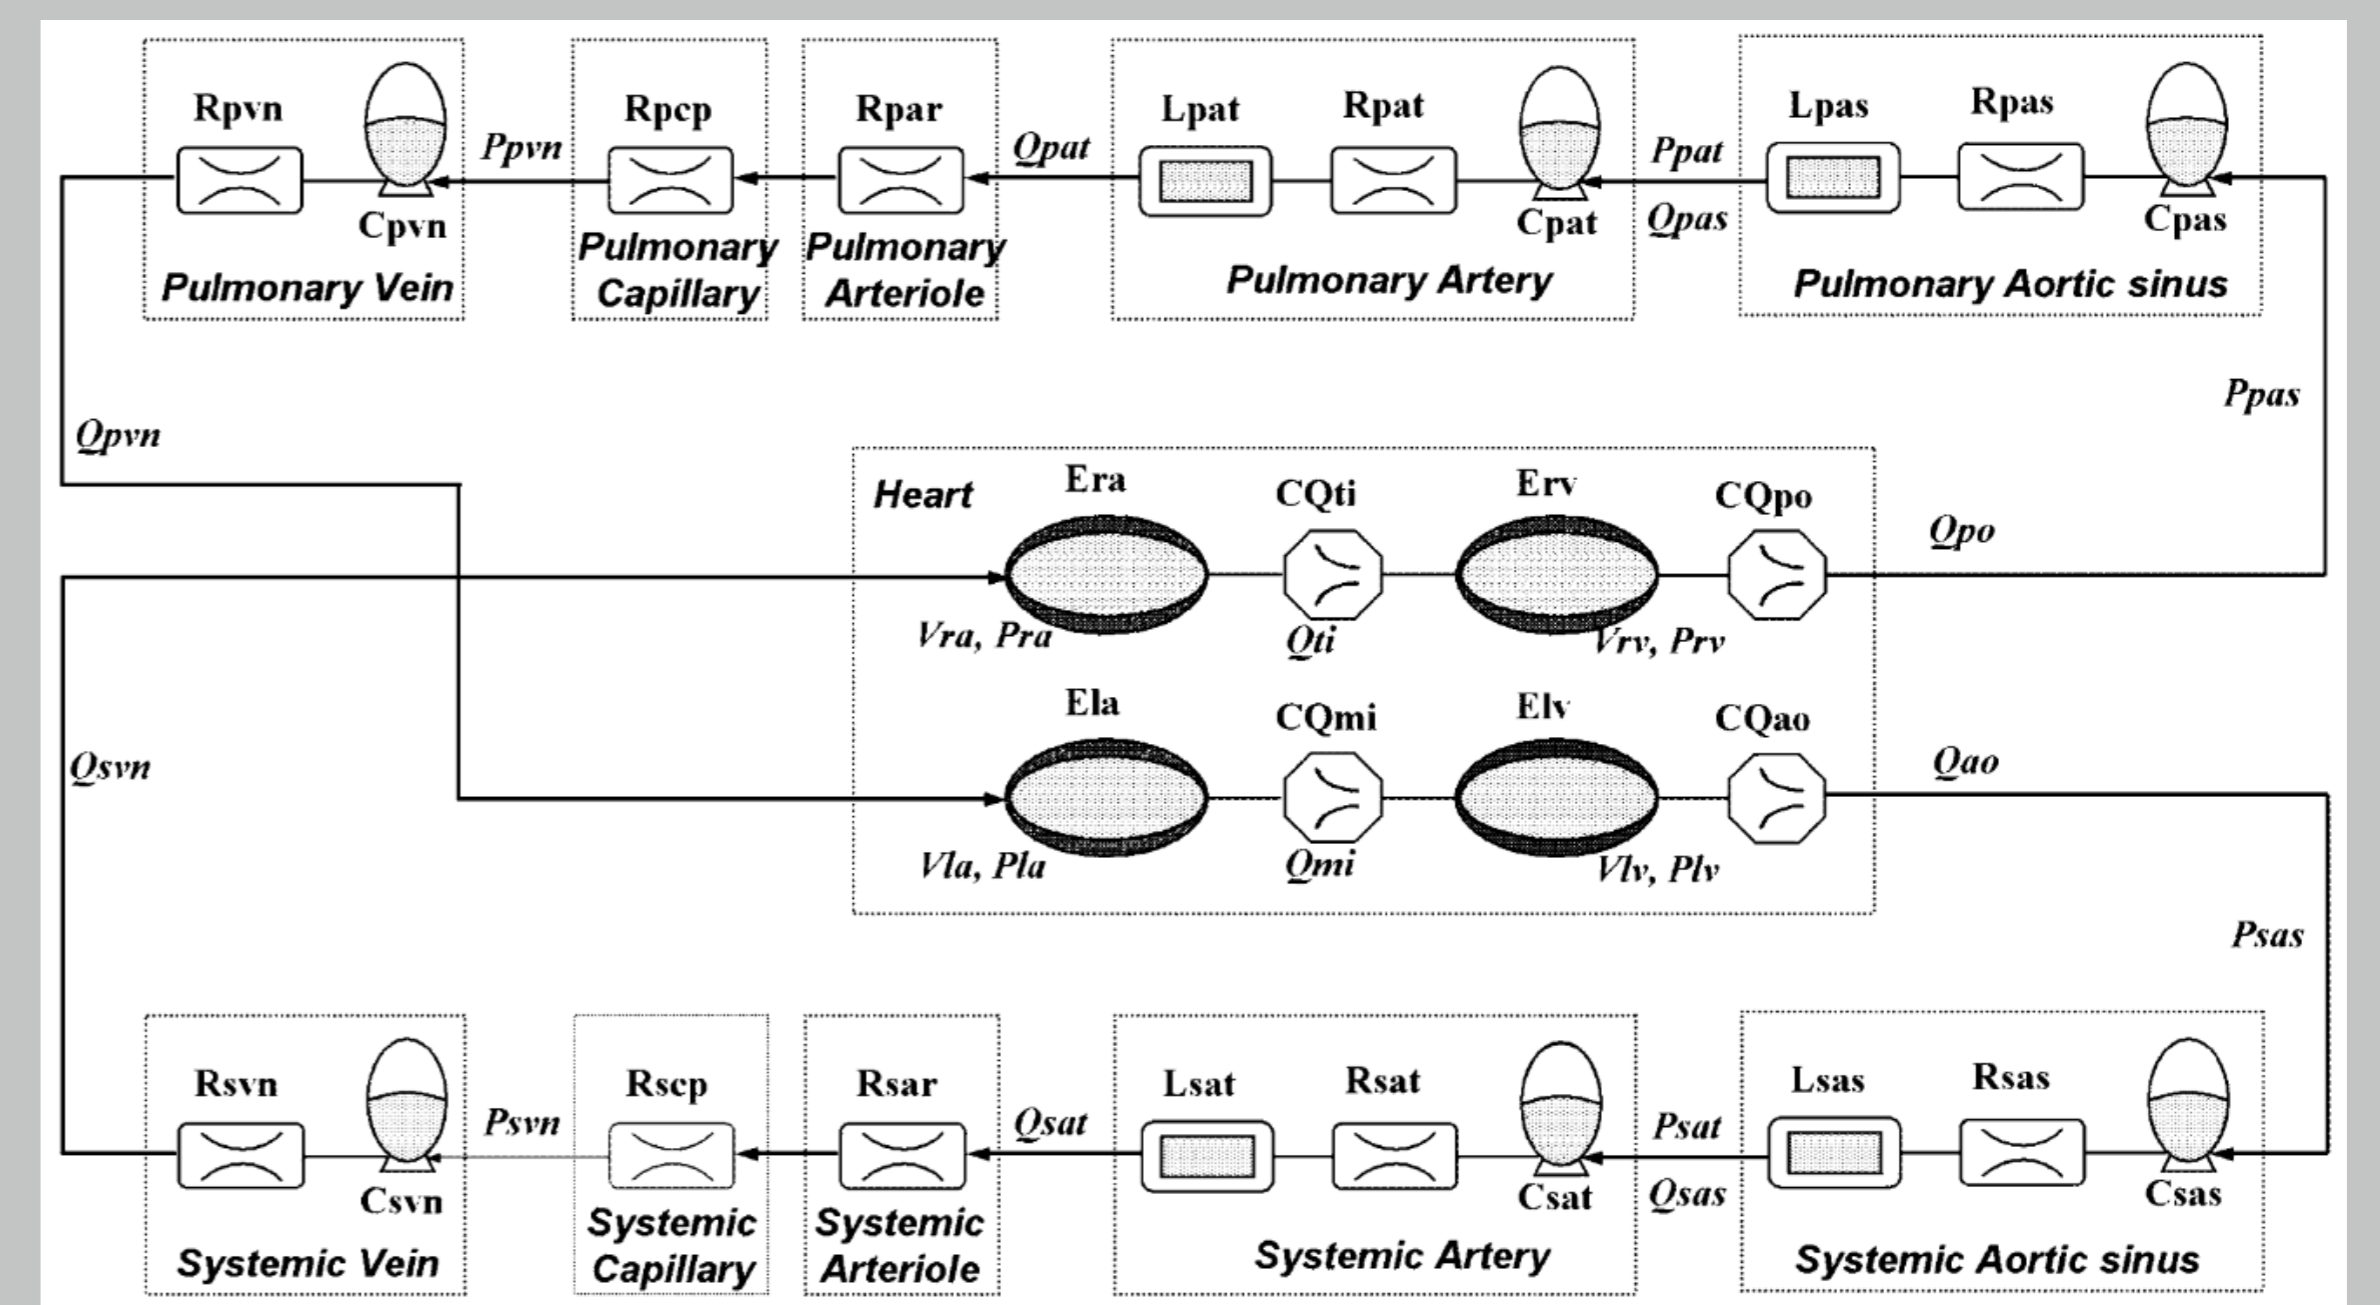 Rpvn
Cpvn
Pulmonary Vein
Ppvn
Rpcp
Pulmonary
Capillary
Rpar
Pulmonary
Arteriole
Qpat
Lpat
Rpat
Cpat
Pulmonary Artery
Ppat
Qpas
Lpas
Rpas
Cpas
Pulmonary Aortic sinus
Ppas
Qpvn
Heart
Era
CQti
Erv
CQpo
Qpo
Vra, Pra
Qti
Vrv, Prv
Ela
CQmi
Elv
CQao
Qao
Qsvn
Vla, Pla
Qmi
Vlv, Plv
Psas
Rsvn
Csvn
Systemic Vein
Psvn
Rscp
Systemic
Capillary
Rsar
Systemic
Arteriole
Qsat
Lsat
Rsat
Csat
Systemic Artery
Psat
Qsas
Lsas
Rsas
Csas
Systemic Aortic sinus